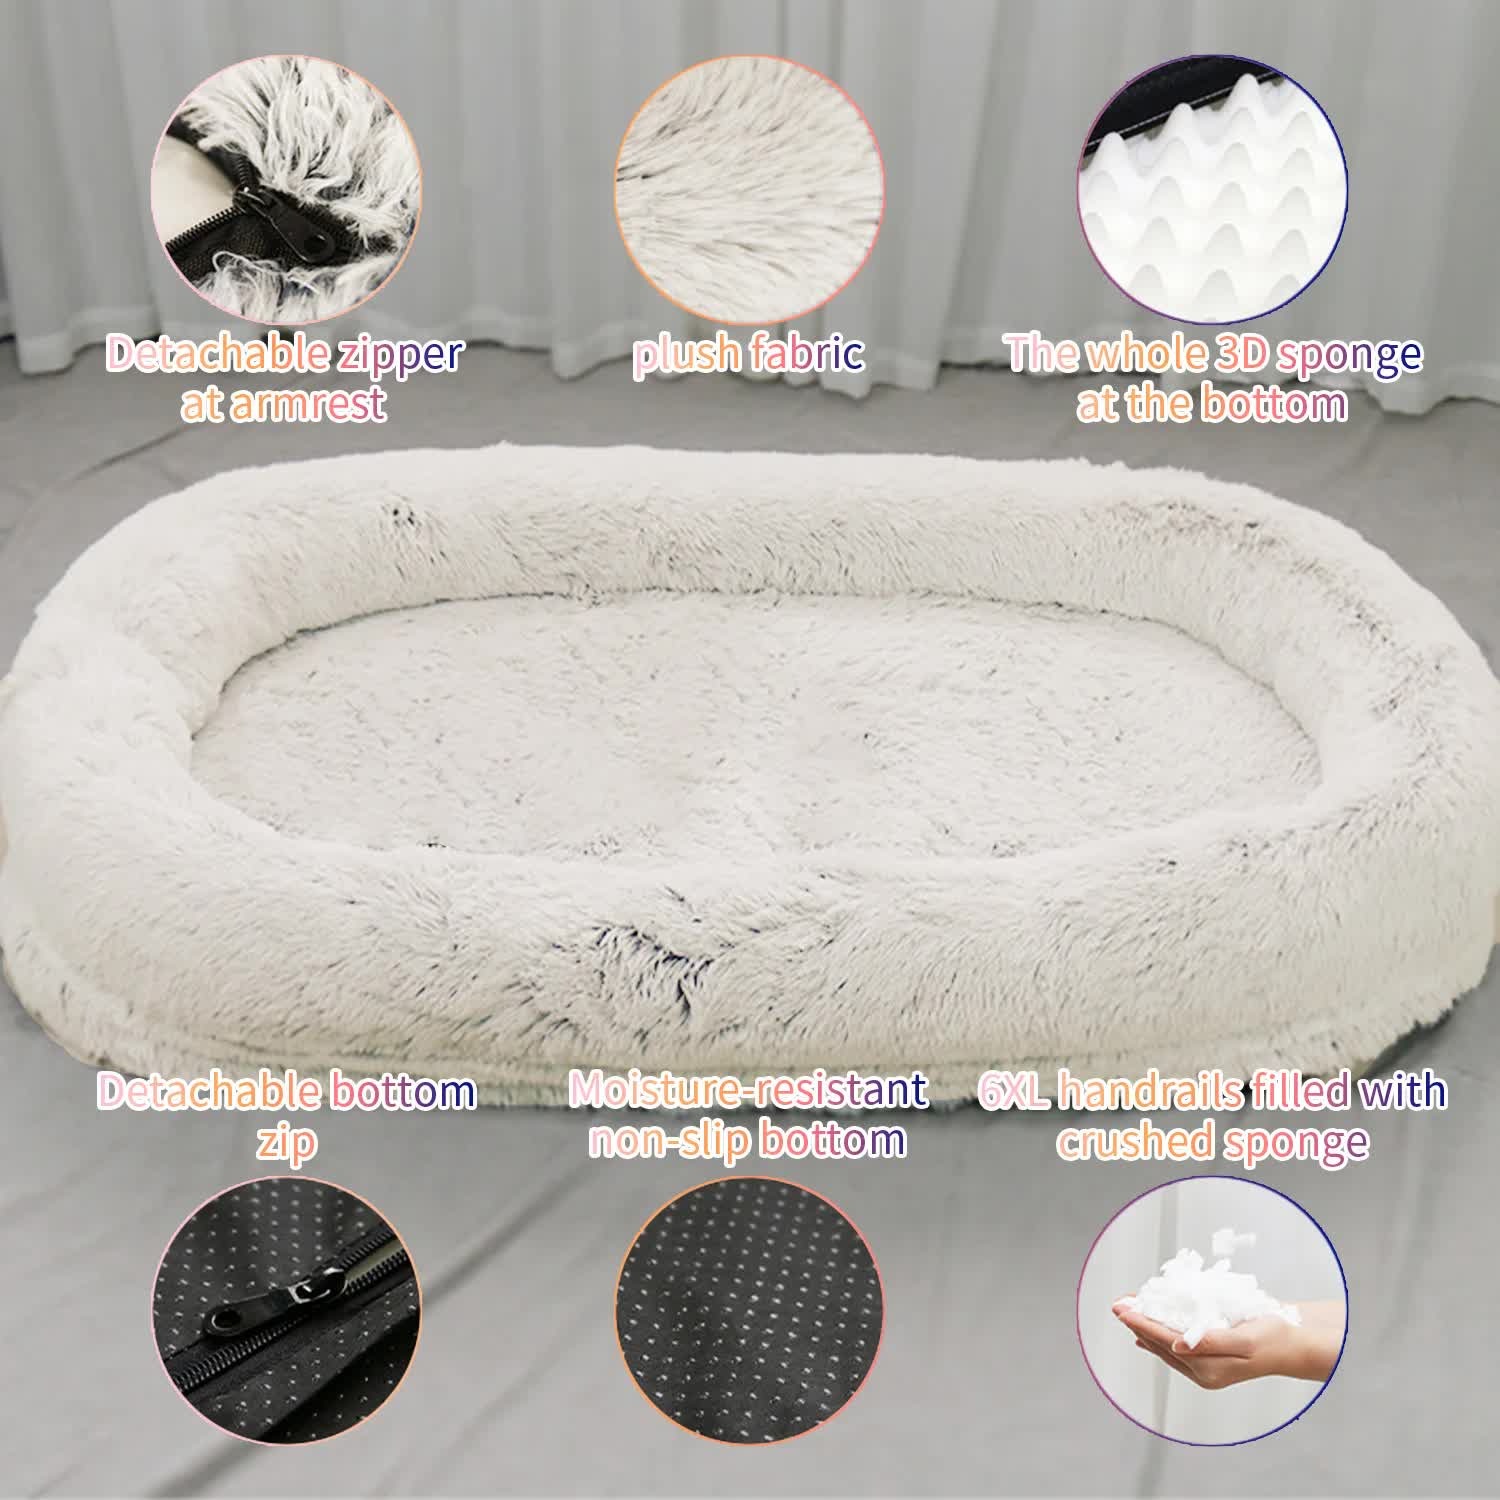 Detachable zipper
at armrest
plush fabric
The whole 3D sponge
at the bottom
Detachable bottom
zip
Moisture-resistant
non-slip bottom
6XL handrails filled with
crushed sponge